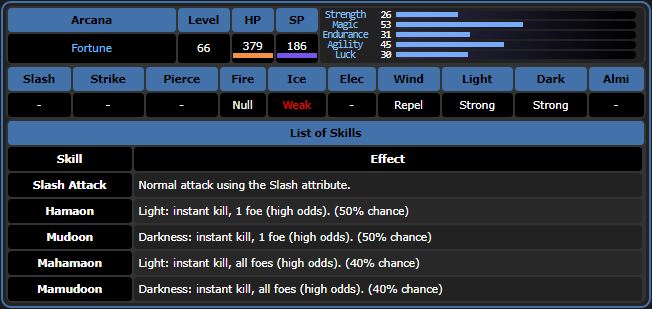 Arcana Level HP SP
Fortune 66 379 186
Strength 26
Magic 53
Endurance 31
Agility 45
Luck 30
Slash Strike Pierce Fire Ice Elec Wind Light Dark Almi
- - - Null Weak - Repel Strong Strong -
List of Skills
Skill Effect
Slash Attack Normal attack using the Slash attribute.
Hamaon Light: instant kill, 1 foe (high odds). (50% chance)
Mudoon Darkness: instant kill, 1 foe (high odds). (50% chance)
Mahamaon Light: instant kill, all foes (high odds). (40% chance)
Mamudoon Darkness: instant kill, all foes (high odds). (40% chance)